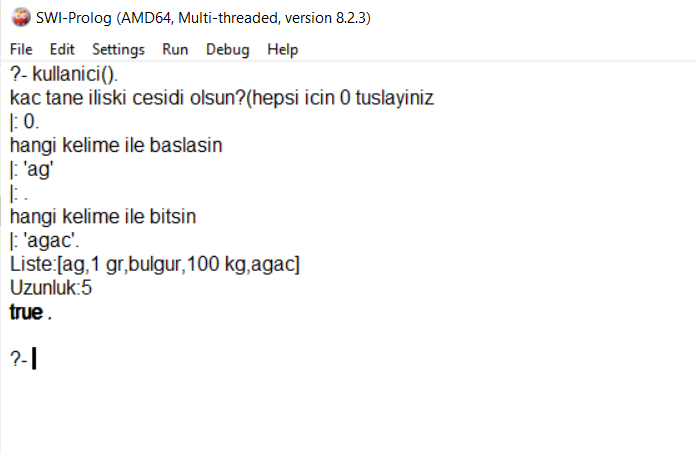 SWI-Prolog (AMD64, Multi-threaded, version 8.2.3)
File Edit Settings Run Debug Help
?- kullanici().
kac tane iliski cesidi olsun?(hepsi icin 0 tuslayiniz
|: 0.
hangi kelime ile baslasin
|: 'ag'
|: .
hangi kelime ile bitsin
|: 'agac'.
Liste:[ag,1 gr,bulgur,100 kg,agac]
Uzunluk:5
true .
?-